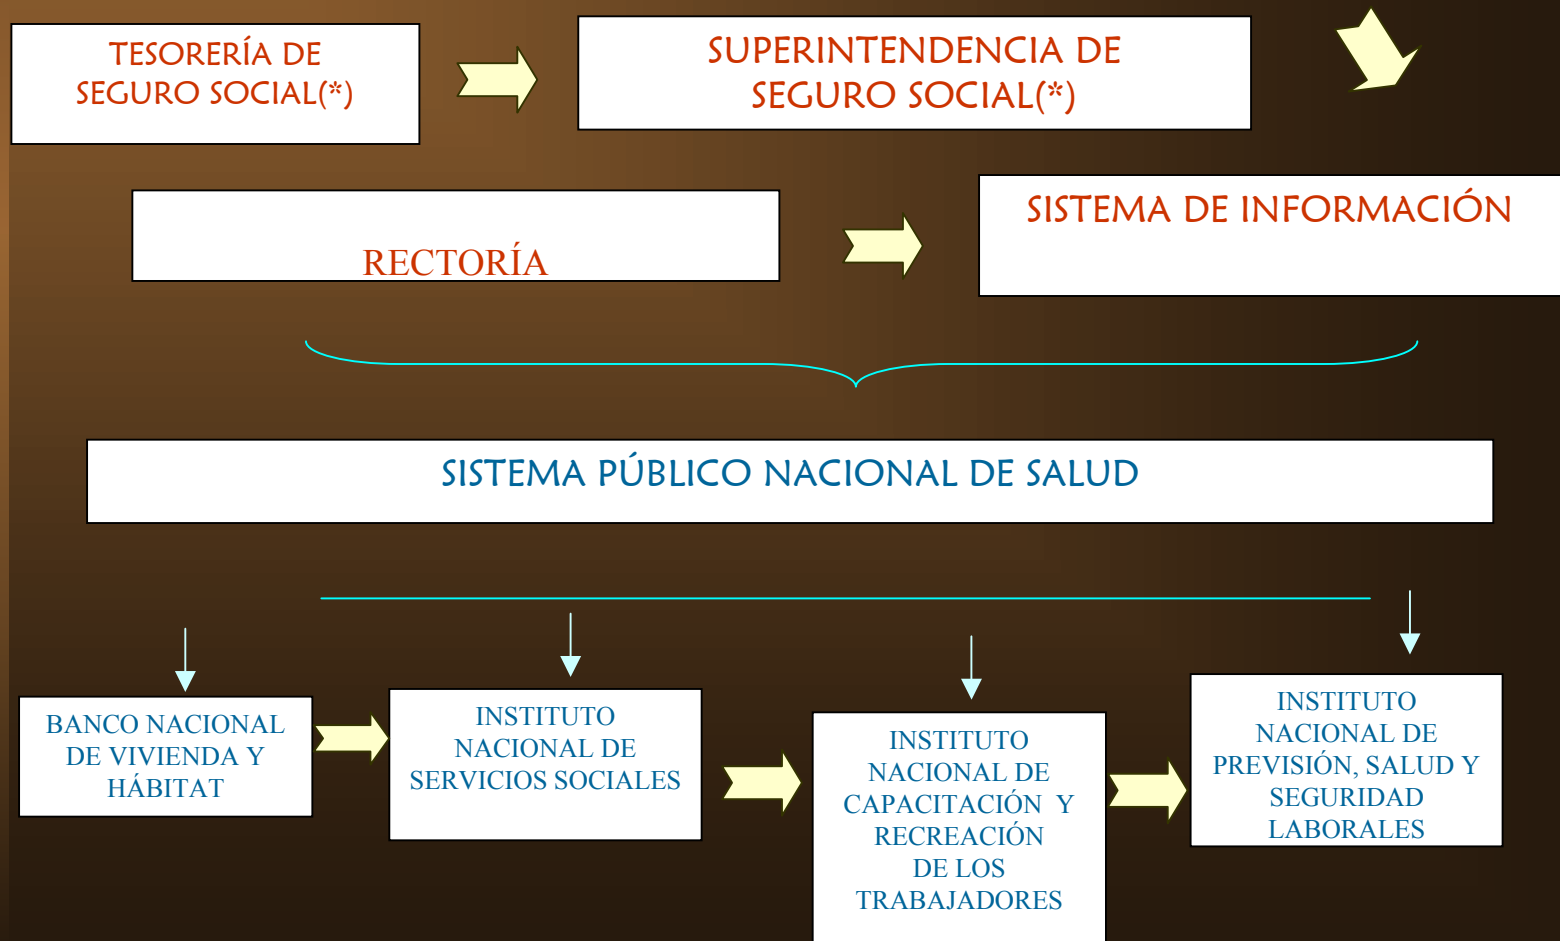 TESORERÍA DE
SEGURO SOCIAL(*)
SUPERINTENDENCIA DE
SEGURO SOCIAL(*)
RECTORÍA
SISTEMA DE INFORMACIÓN
SISTEMA PÚBLICO NACIONAL DE SALUD
BANCO NACIONAL
DE VIVIENDA Y
HÁBITAT
INSTITUTO
NACIONAL DE
SERVICIOS SOCIALES
INSTITUTO
NACIONAL DE
CAPACITACIÓN Y
RECREACIÓN
DE LOS
TRABAJADORES
INSTITUTO
NACIONAL DE
PREVISIÓN, SALUD Y
SEGURIDAD
LABORALES